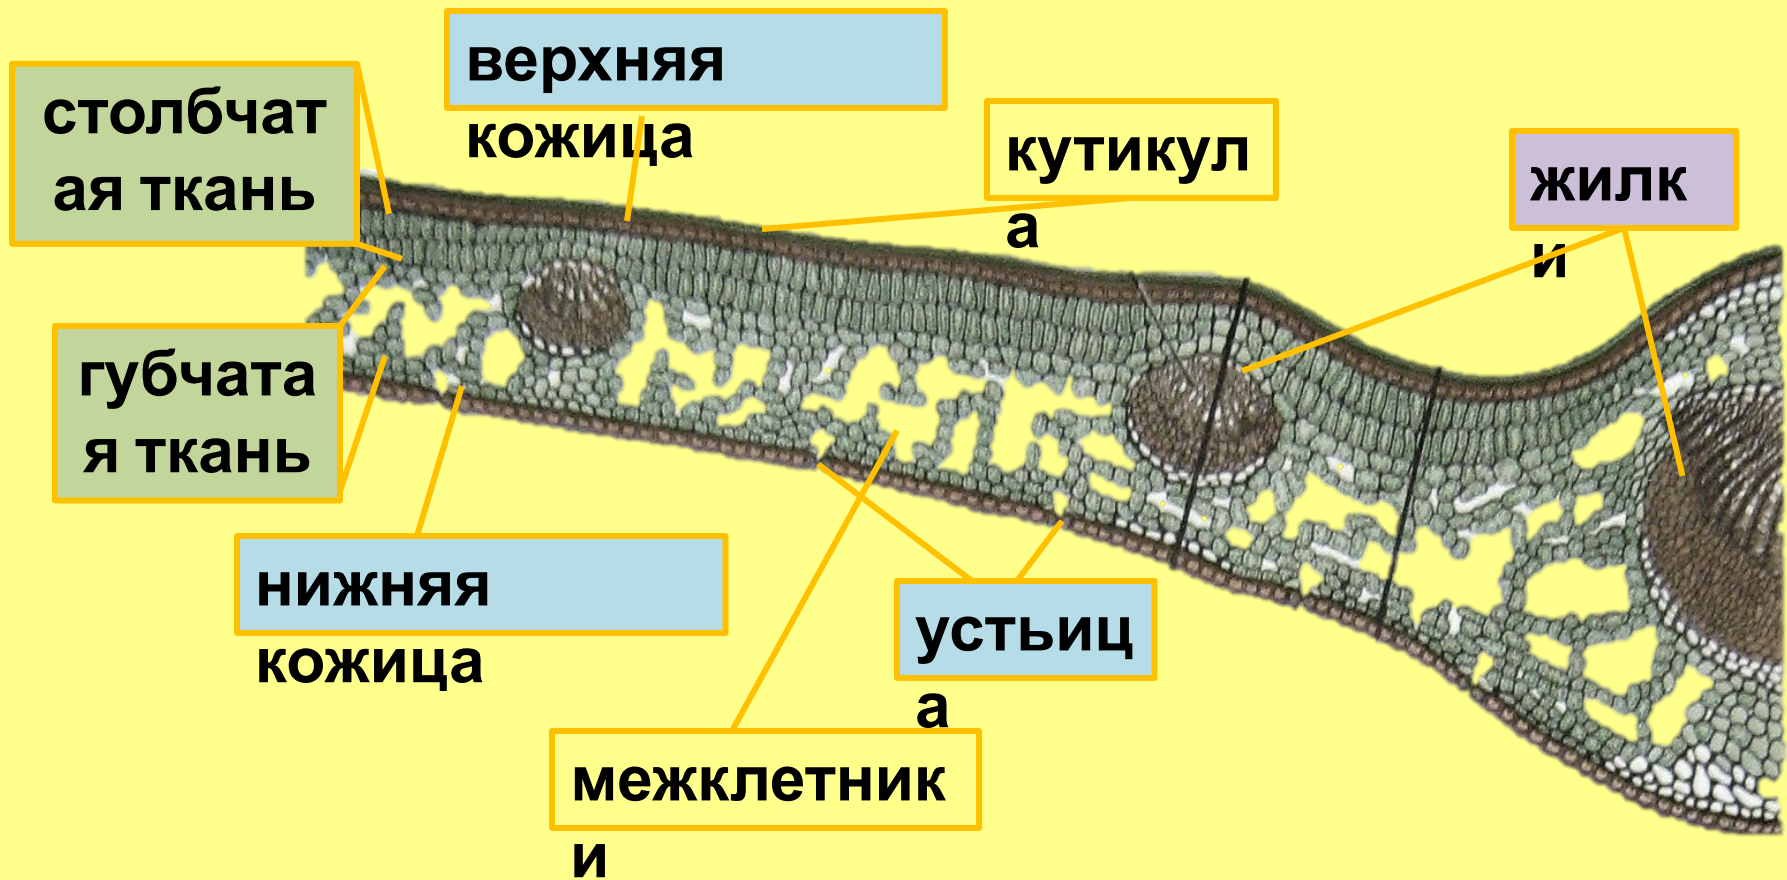 верхняя
кожица
столбчат
ая ткань
кутикул
а
жилк
и
губчата
я ткань
нижняя
кожица
устьиц
а
межклетник
и